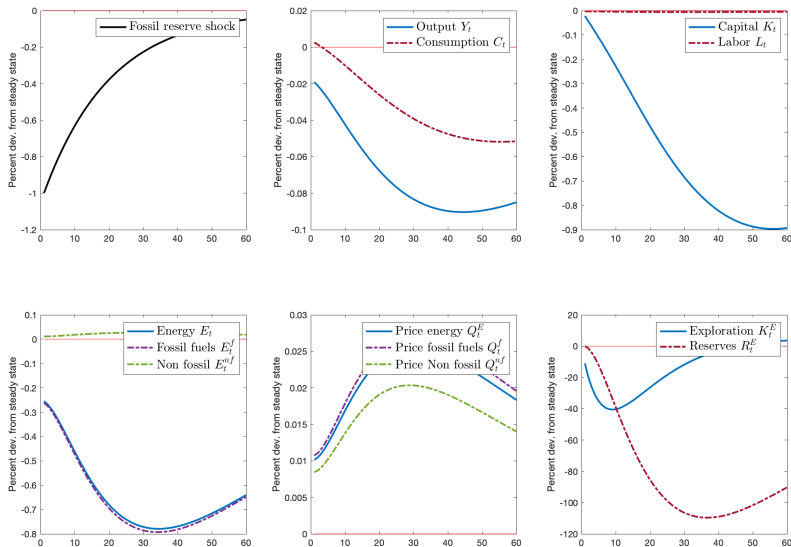 Percent dev. from steady state
0
-0.2
-0.4
-0.6
-0.8
-1
-1.2
0 10 20 30 40 50 60
Fossil reserve shock
Percent dev. from steady state
0.02
0
-0.02
-0.04
-0.06
-0.08
-0.1
0 10 20 30 40 50 60
Output Y_t
Consumption C_t
Percent dev. from steady state
0
-0.1
-0.2
-0.3
-0.4
-0.5
-0.6
-0.7
-0.8
-0.9
0 10 20 30 40 50 60
Capital K_t
Labor L_t
Percent dev. from steady state
0.1
0
-0.1
-0.2
-0.3
-0.4
-0.5
-0.6
-0.7
-0.8
0 10 20 30 40 50 60
Energy E_t
Fossil fuels E_t^f
Non fossil E_t^{nf}
Percent dev. from steady state
0.03
0.025
0.02
0.015
0.01
0.005
0
0 10 20 30 40 50 60
Price energy Q_t^E
Price fossil fuels Q_t^f
Price Non fossil Q_t^{nf}
Percent dev. from steady state
20
0
-20
-40
-60
-80
-100
-120
0 10 20 30 40 50 60
Exploration K_t^E
Reserves R_t^E